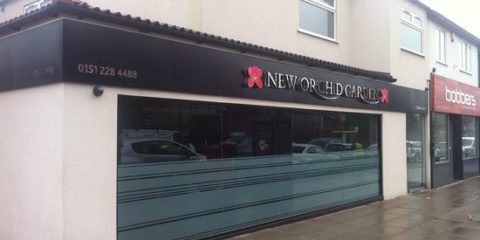 0151 228 4488
NEW ORCHID GARDEN
bobbers